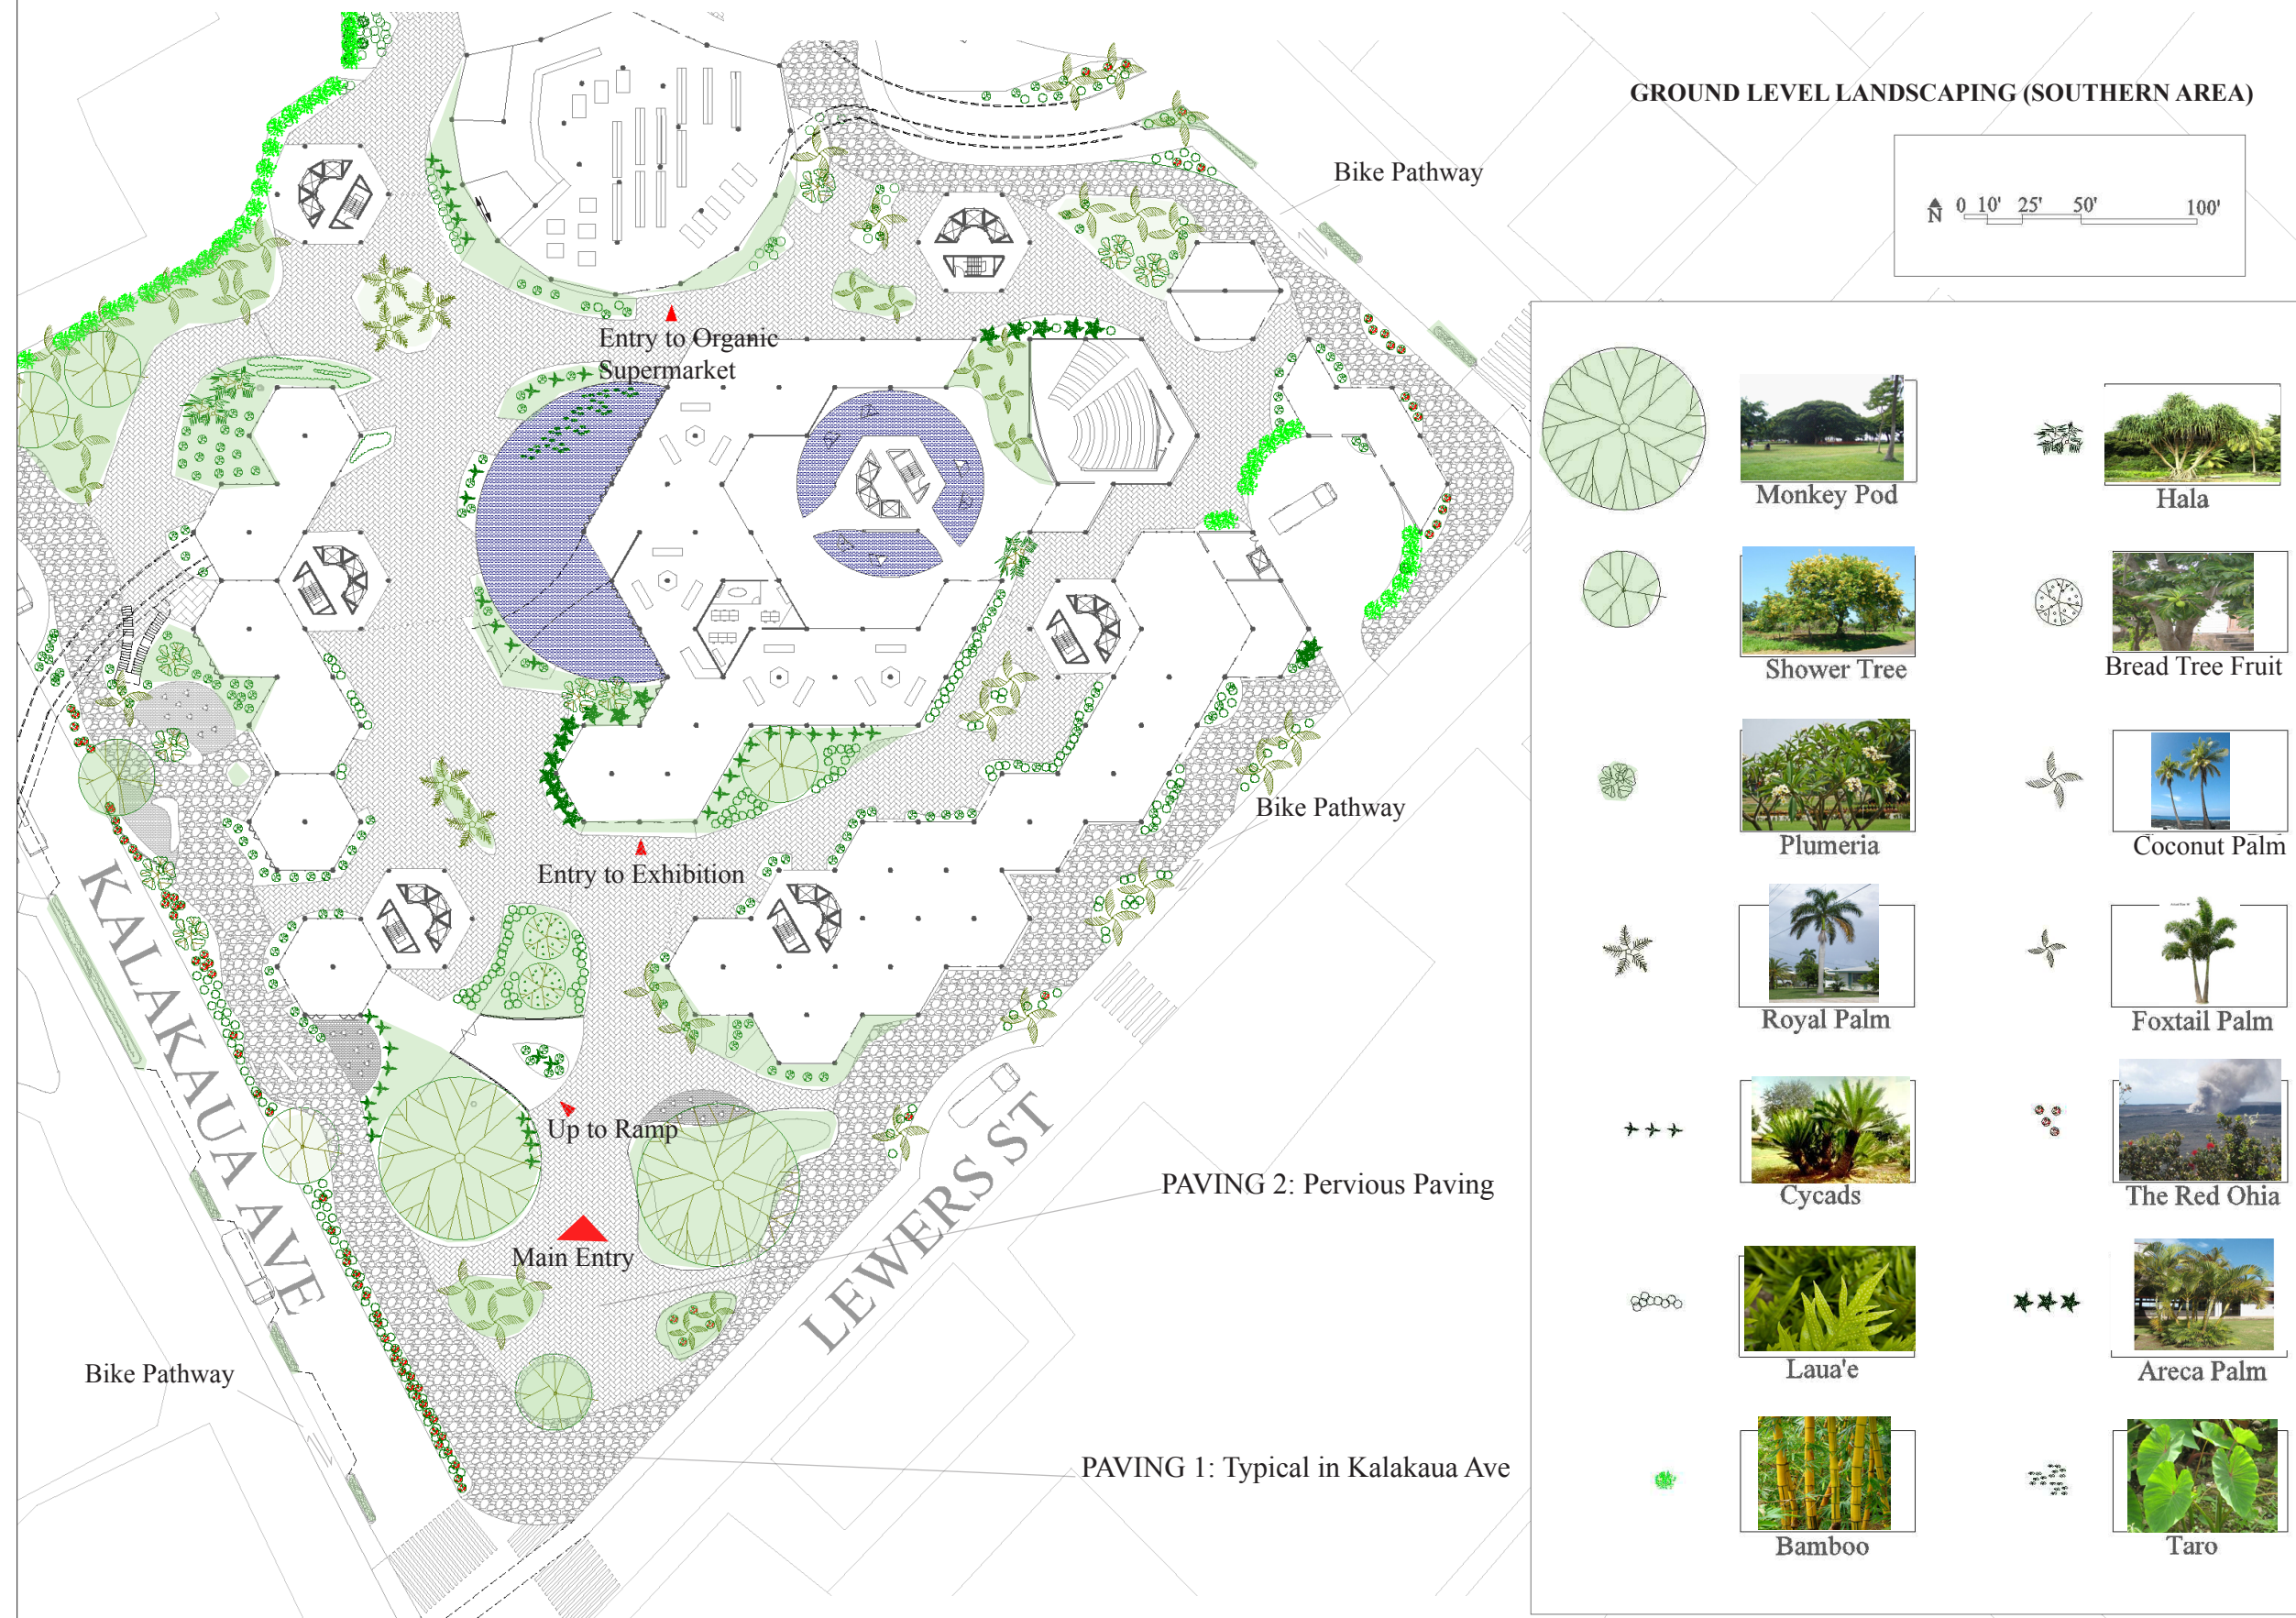 GROUND LEVEL LANDSCAPING (SOUTHERN AREA)
N
0 10' 25' 50' 100'
Bike Pathway
Entry to Organic
Supermarket
Entry to Exhibition
Bike Pathway
Up to Ramp
Main Entry
PAVING 2: Pervious Paving
KALAKAUA AVE
LEWERS ST
Bike Pathway
PAVING 1: Typical in Kalakaua Ave
Monkey Pod
Hala
Shower Tree
Bread Tree Fruit
Plumeria
Coconut Palm
Royal Palm
Foxtail Palm
Cycads
The Red Ohia
Laua'e
Areca Palm
Bamboo
Taro